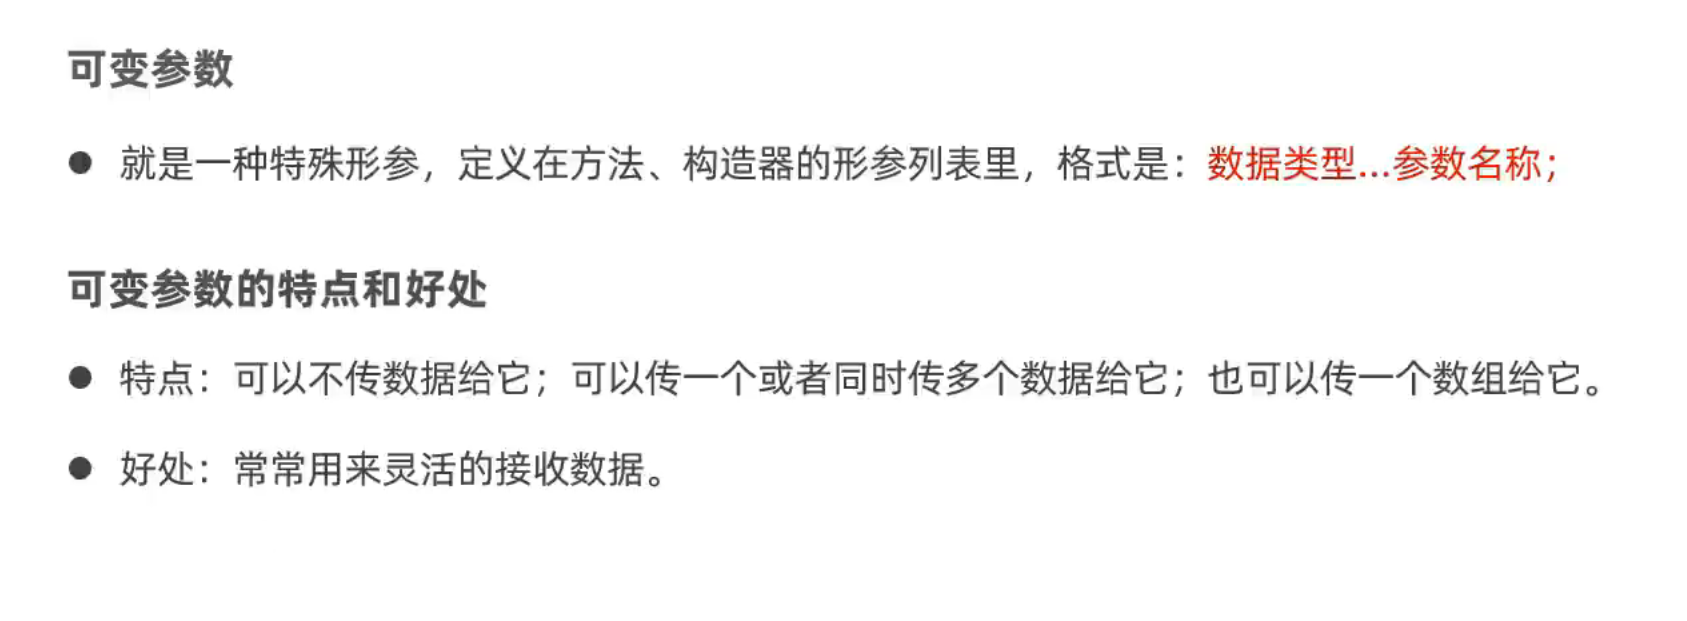 可变参数
● 就是一种特殊形参，定义在方法、构造器的形参列表里，格式是：数据类型...参数名称；
可变参数的特点和好处
● 特点：可以不传数据给它；可以传一个或者同时传多个数据给它；也可以传一个数组给它。
● 好处：常常用来灵活的接收数据。